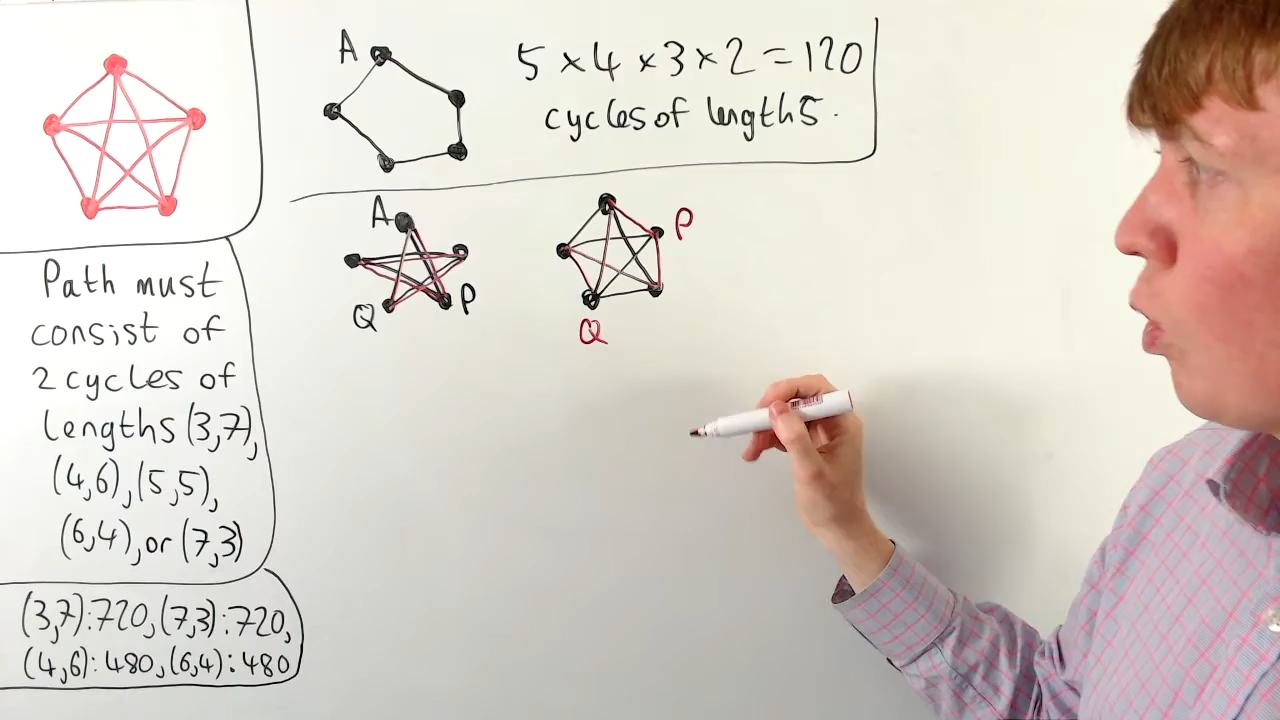 A
5 × 4 × 3 × 2 = 120
cycles of length 5.
A
Q
P
P
Q
Path must
consist of
2 cycles of
lengths (3,7),
(4,6), (5,5),
(6,4), or (7,3)
(3,7): 720, (7,3): 720,
(4,6): 480, (6,4): 480